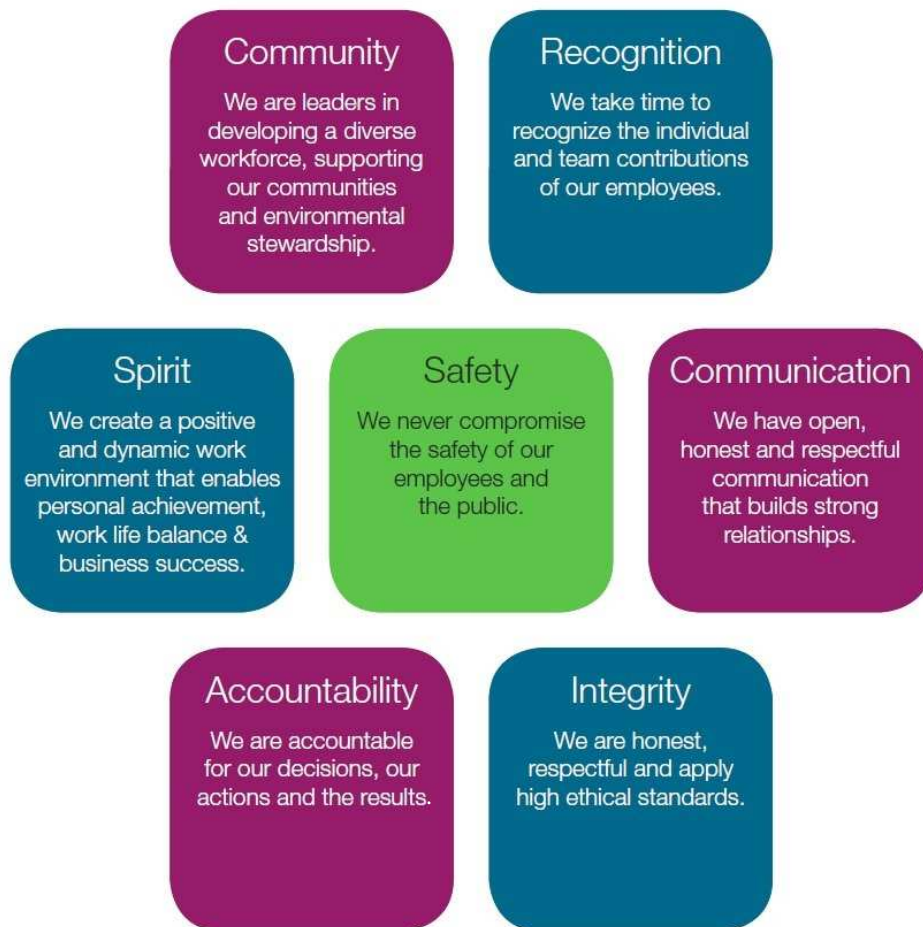 Community
We are leaders in
developing a diverse
workforce, supporting
our communities
and environmental
stewardship.
Recognition
We take time to
recognize the individual
and team contributions
of our employees.
Spirit
We create a positive
and dynamic work
environment that enables
personal achievement,
work life balance &
business success.
Safety
We never compromise
the safety of our
employees and
the public.
Communication
We have open,
honest and respectful
communication
that builds strong
relationships.
Accountability
We are accountable
for our decisions, our
actions and the results.
Integrity
We are honest,
respectful and apply
high ethical standards.